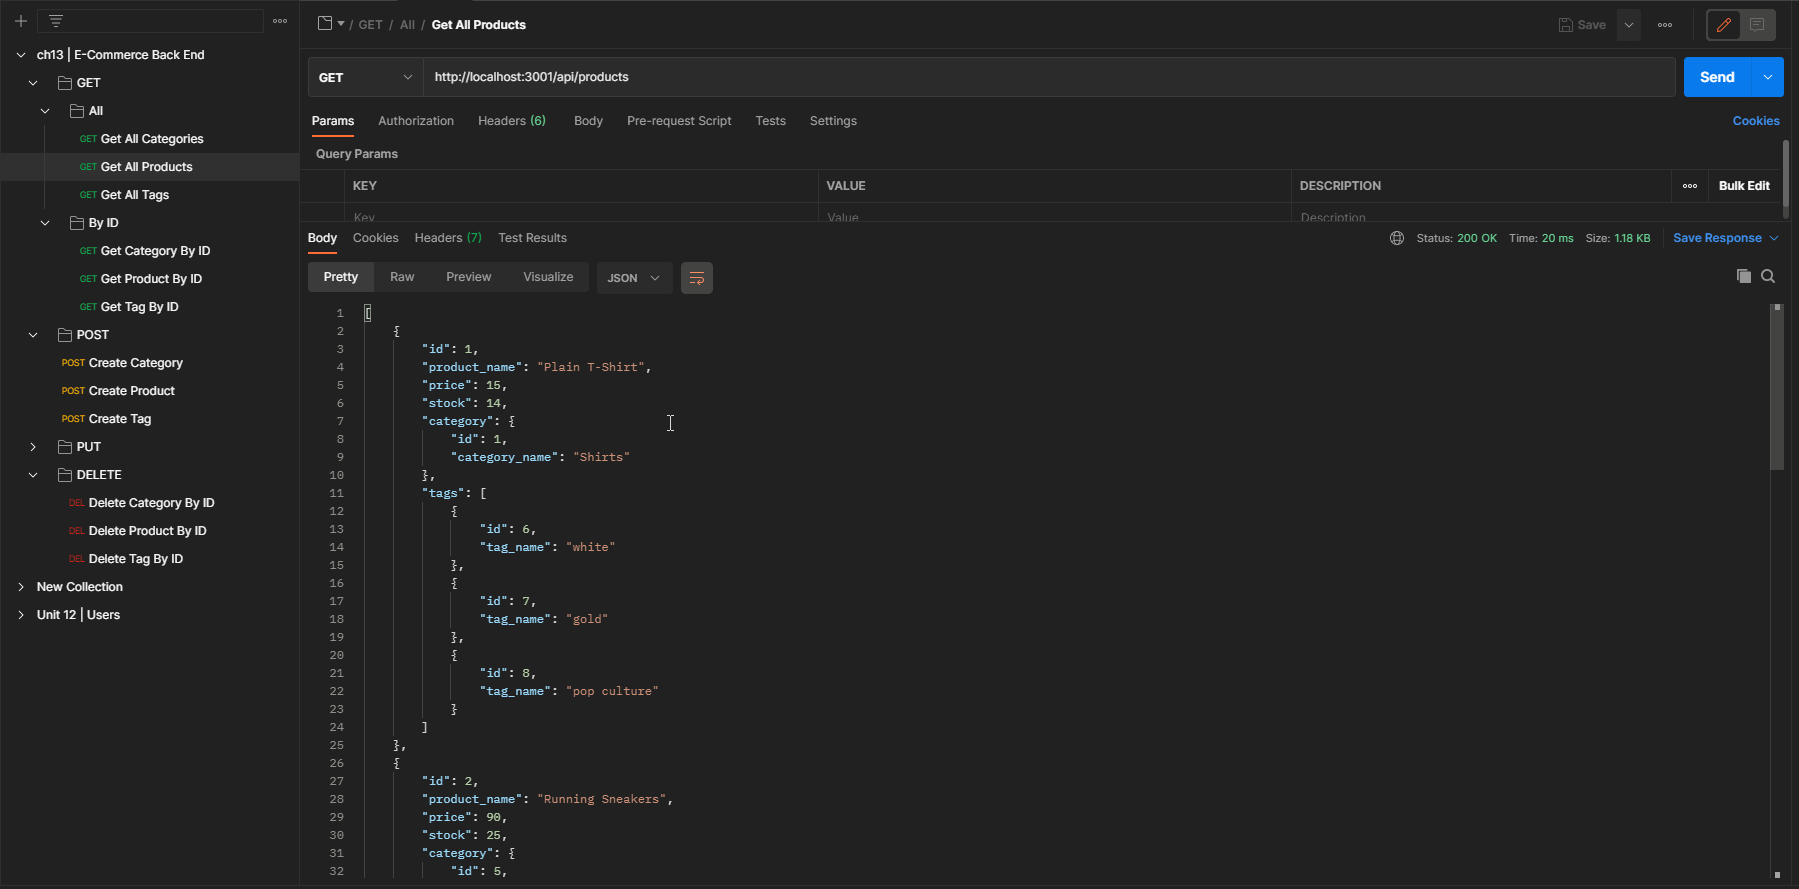 ch13 | E-Commerce Back End
GET
All
GET Get All Categories
GET Get All Products
GET Get All Tags
By ID
GET Get Category By ID
GET Get Product By ID
GET Get Tag By ID
POST
POST Create Category
POST Create Product
POST Create Tag
PUT
DELETE
DEL Delete Category By ID
DEL Delete Product By ID
DEL Delete Tag By ID
New Collection
Unit 12 | Users
/ GET / All / Get All Products
Save
GET http://localhost:3001/api/products Send
Params Authorization Headers (6) Body Pre-request Script Tests Settings Cookies
Query Params
KEY VALUE DESCRIPTION Bulk Edit
Key Value Description
Body Cookies Headers (7) Test Results Status: 200 OK Time: 20 ms Size: 1.18 KB Save Response
Pretty Raw Preview Visualize JSON
1 [
2 {
3 "id": 1,
4 "product_name": "Plain T-Shirt",
5 "price": 15,
6 "stock": 14,
7 "category": {
8 "id": 1,
9 "category_name": "Shirts"
10 },
11 "tags": [
12 {
13 "id": 6,
14 "tag_name": "white"
15 },
16 {
17 "id": 7,
18 "tag_name": "gold"
19 },
20 {
21 "id": 8,
22 "tag_name": "pop culture"
23 }
24 ]
25 },
26 {
27 "id": 2,
28 "product_name": "Running Sneakers",
29 "price": 90,
30 "stock": 25,
31 "category": {
32 "id": 5,